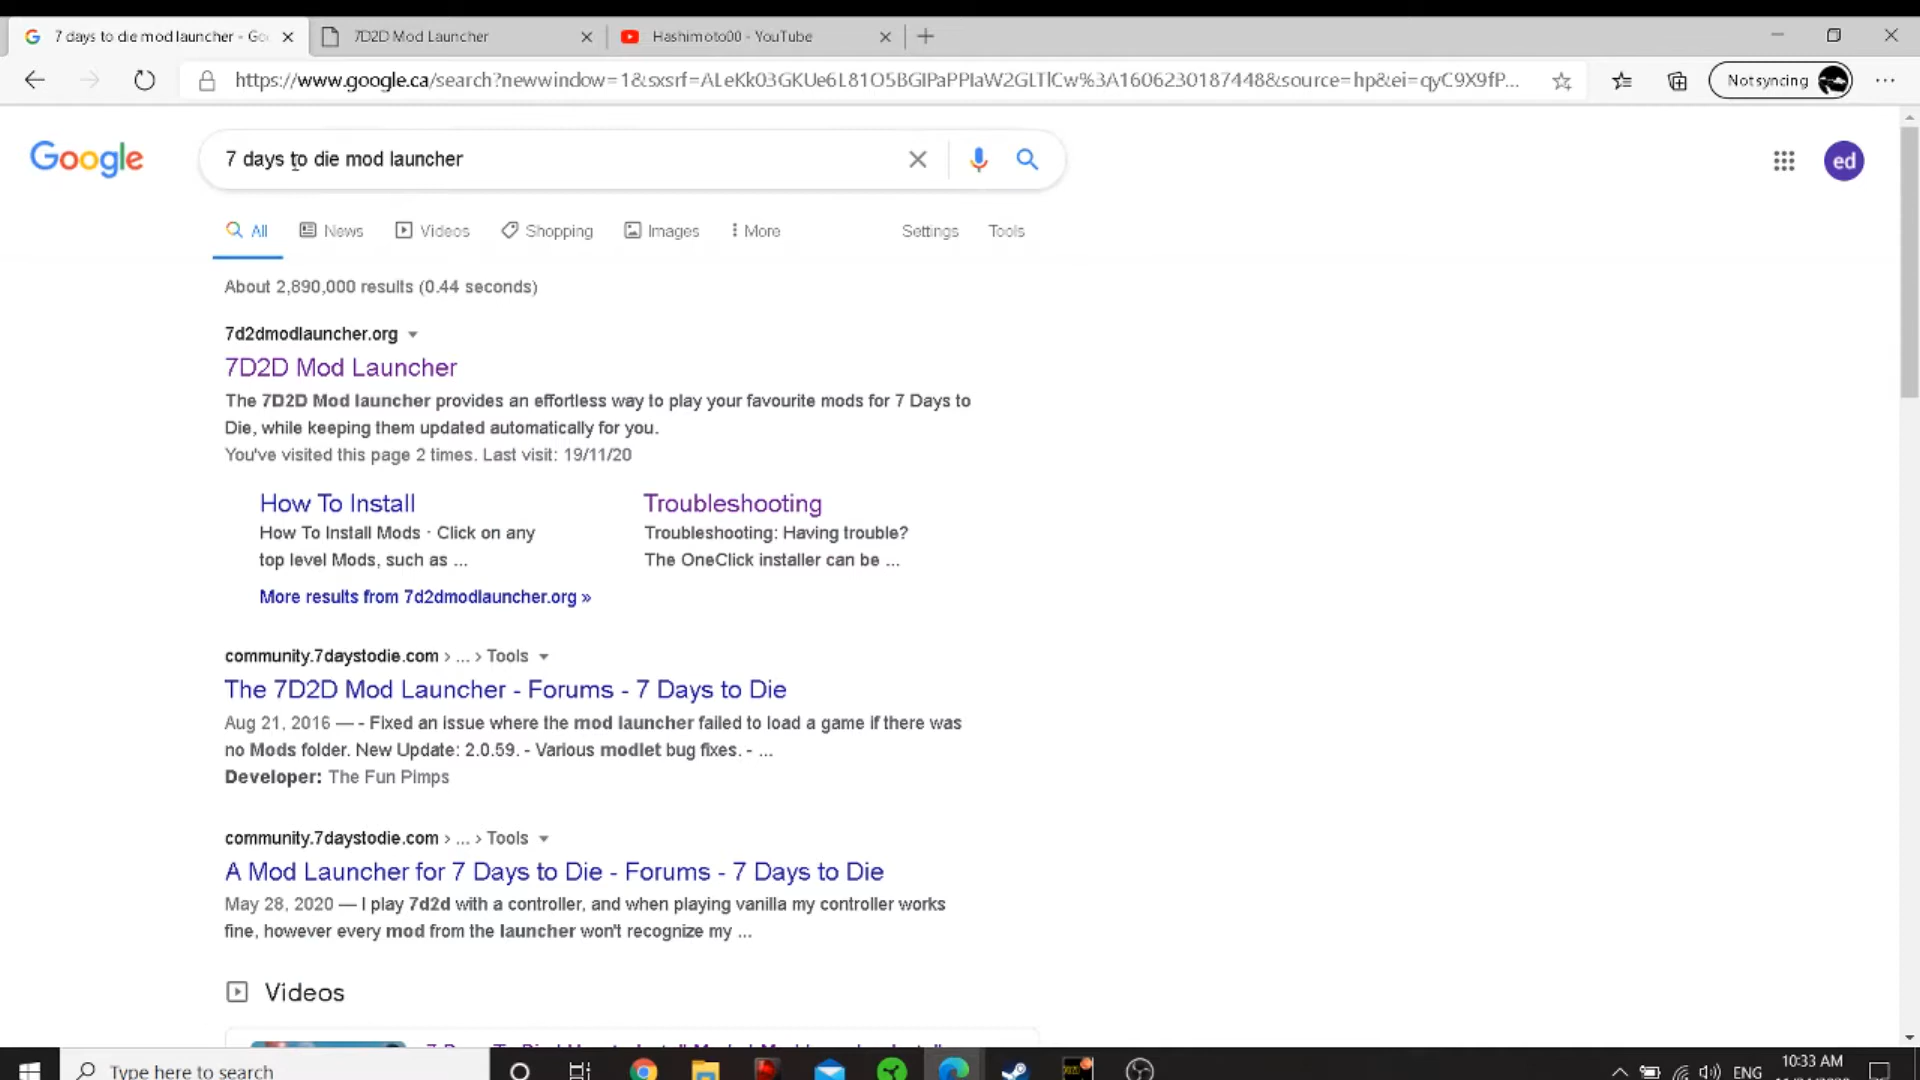 7 days to die mod launcher - Go
7D2D Mod Launcher
Hashimoto00 - YouTube
https://www.google.ca/search?newwindow=1&sxsrf=ALeKk03GKUe6L81O5BGIPaPPIaW2GLTlCw%3A1606230187448&source=hp&ei=qyC9X9fP...
Not syncing
Google
7 days to die mod launcher
ed
All
News
Videos
Shopping
Images
More
Settings
Tools
About 2,890,000 results (0.44 seconds)
7d2dmodlauncher.org
7D2D Mod Launcher
The 7D2D Mod launcher provides an effortless way to play your favourite mods for 7 Days to
Die, while keeping them updated automatically for you.
You've visited this page 2 times. Last visit: 19/11/20
How To Install
How To Install Mods · Click on any
top level Mods, such as ...
Troubleshooting
Troubleshooting: Having trouble?
The OneClick installer can be ...
More results from 7d2dmodlauncher.org »
community.7daystodie.com › ... › Tools
The 7D2D Mod Launcher - Forums - 7 Days to Die
Aug 21, 2016 — - Fixed an issue where the mod launcher failed to load a game if there was
no Mods folder. New Update: 2.0.59. - Various modlet bug fixes. - ...
Developer: The Fun Pimps
community.7daystodie.com › ... › Tools
A Mod Launcher for 7 Days to Die - Forums - 7 Days to Die
May 28, 2020 — I play 7d2d with a controller, and when playing vanilla my controller works
fine, however every mod from the launcher won't recognize my ...
Videos
Type here to search
ENG
10:33 AM